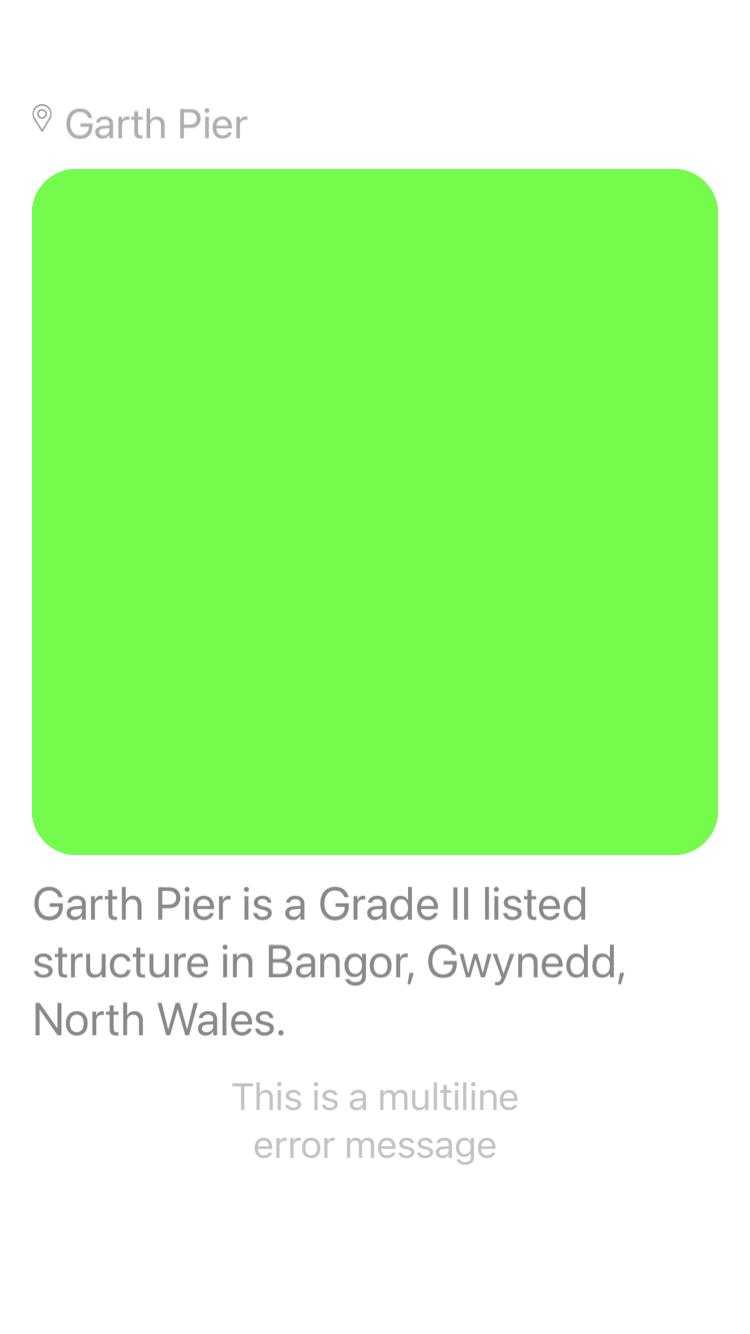 Garth Pier
Garth Pier is a Grade II listed
structure in Bangor, Gwynedd,
North Wales.
This is a multiline
error message